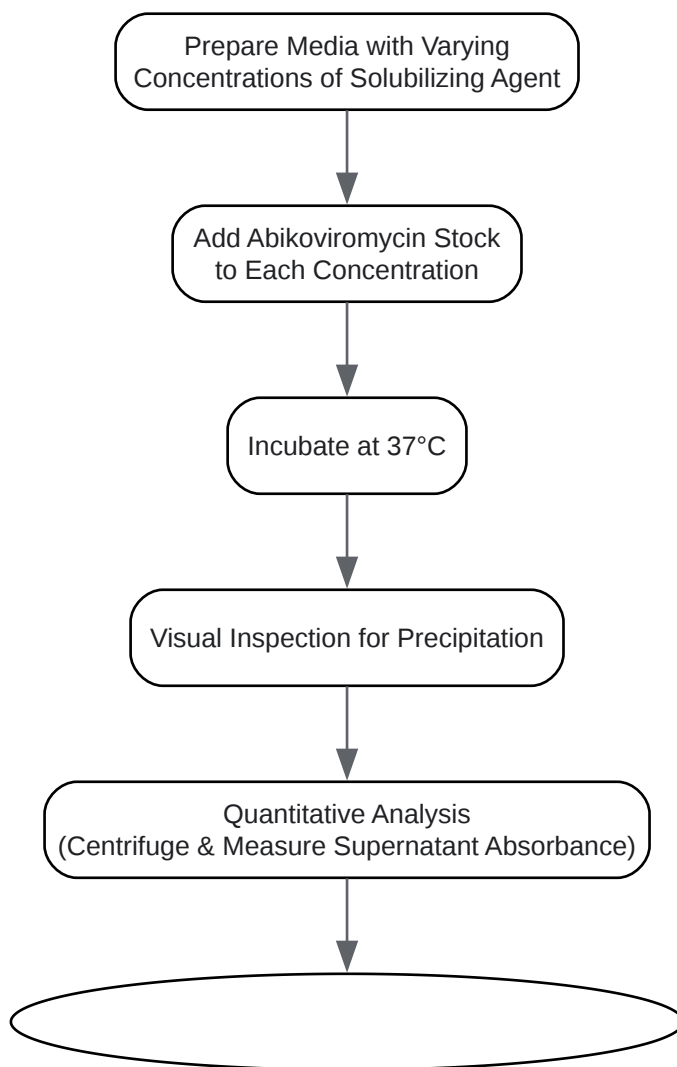 Prepare Media with Varying
Concentrations of Solubilizing Agent
Add Abikoviromycin Stock
to Each Concentration
Incubate at 37°C
Visual Inspection for Precipitation
Quantitative Analysis
(Centrifuge & Measure Supernatant Absorbance)